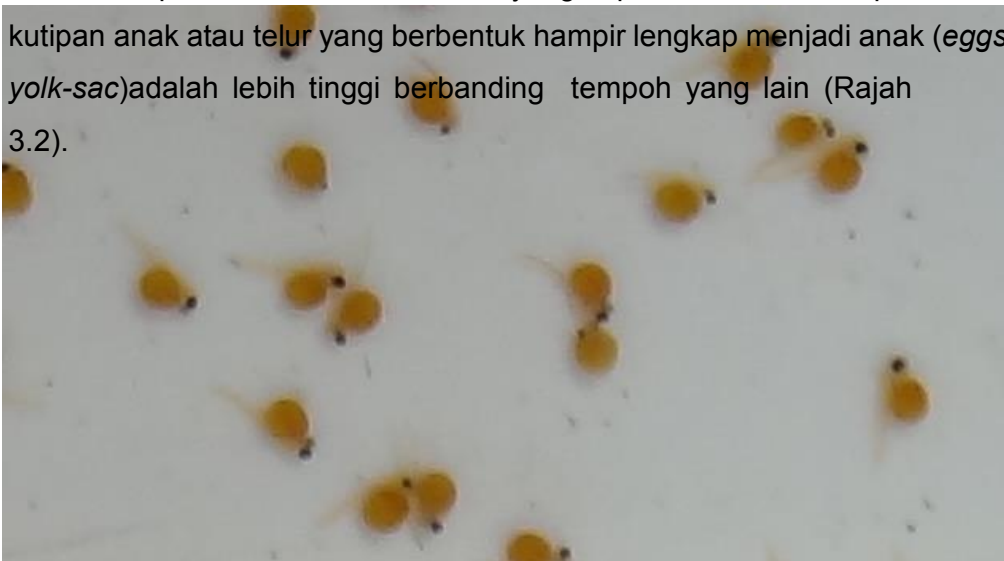 kutipan anak atau telur yang berbentuk hampir lengkap menjadi anak (eggs
yolk-sac)adalah lebih tinggi berbanding tempoh yang lain (Rajah
3.2).